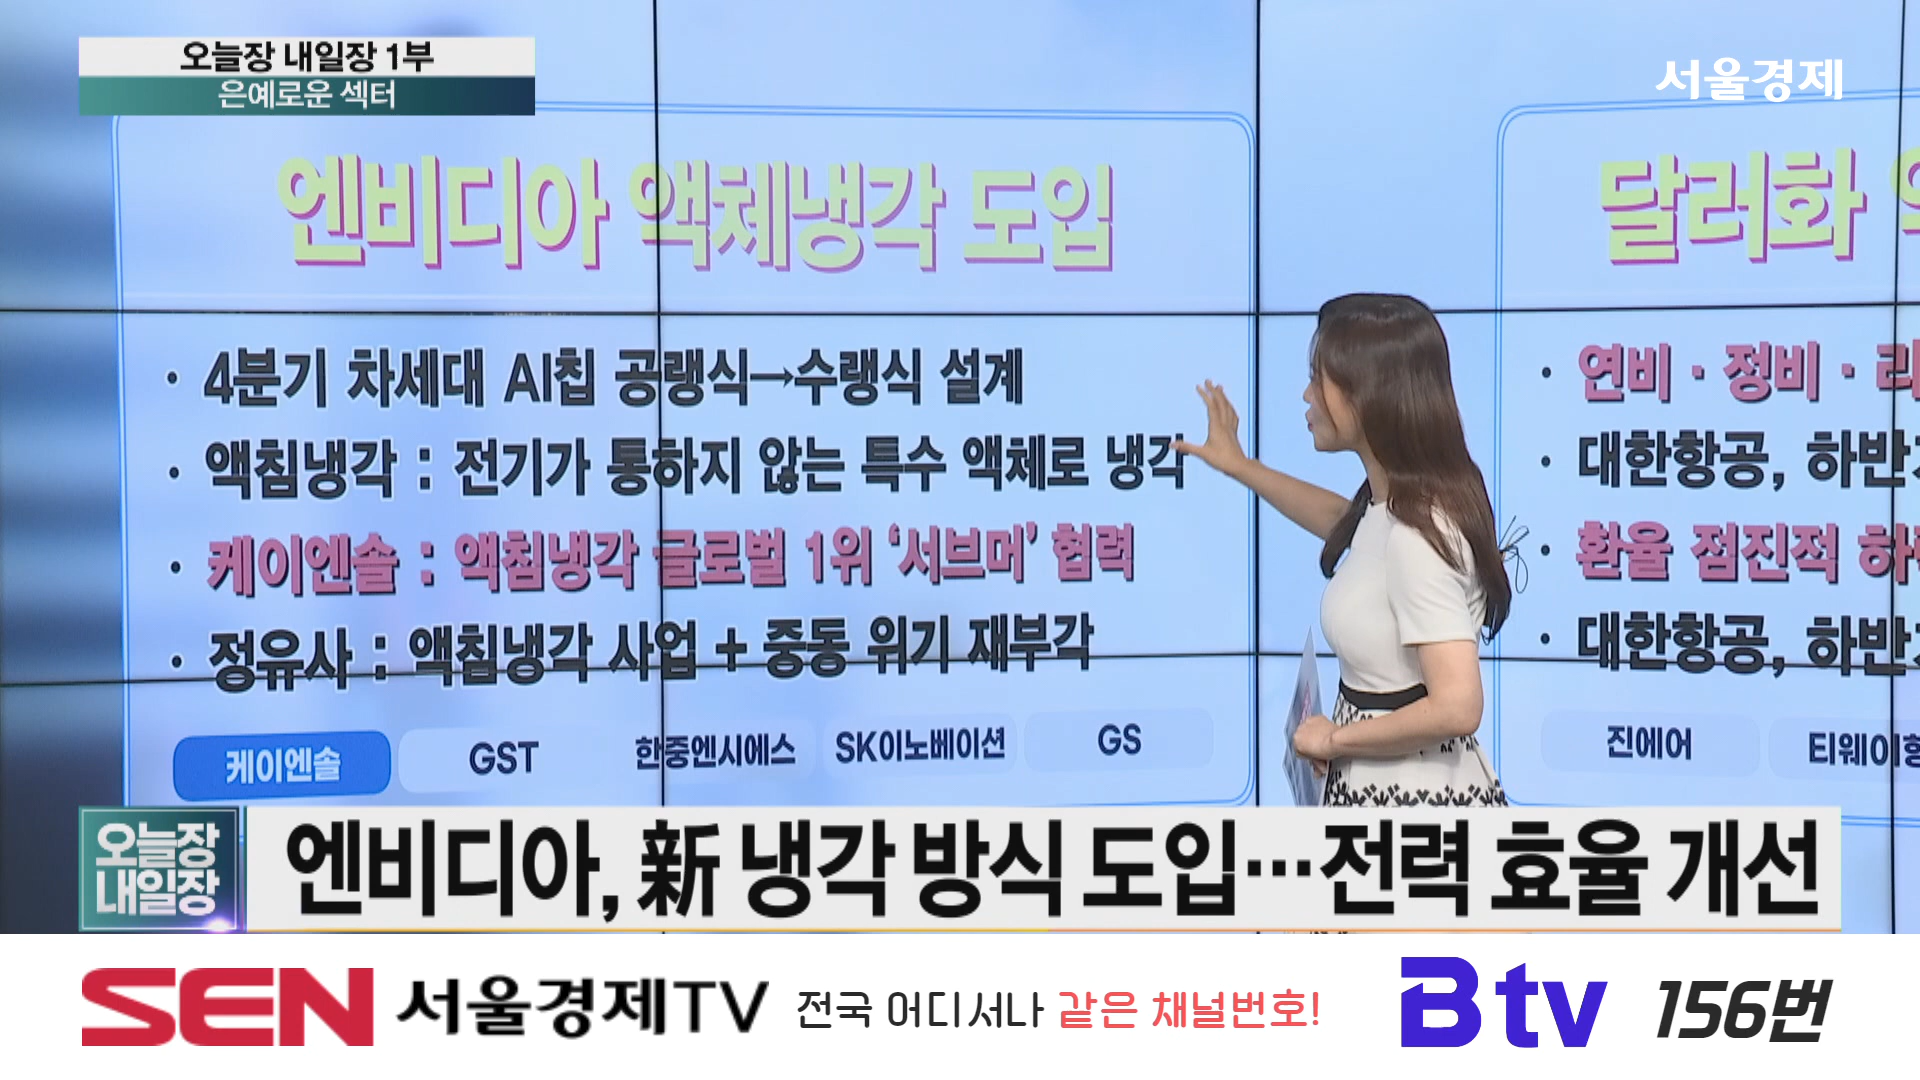 오늘장 내일장 1부
은예로운 섹터
서울경제
엔비디아 액체냉각 도입
· 4분기 차세대 AI칩 공랭식→수랭식 설계
· 액침냉각 : 전기가 통하지 않는 특수 액체로 냉각
· 케이엔솔 : 액침냉각 글로벌 1위 ‘서브머’ 협력
· 정유사 : 액침냉각 사업 + 중동 위기 재부각
케이엔솔 GST 한중엔시에스 SK이노베이션 GS
달러화
· 연비 · 정비 ·
· 대한항공,
· 환율 점진적
· 대한항공,
진에어
오늘장
내일장
엔비디아, 新 냉각 방식 도입…전력 효율 개선
SEN 서울경제TV 전국 어디서나 같은 채널번호! B tv 156번